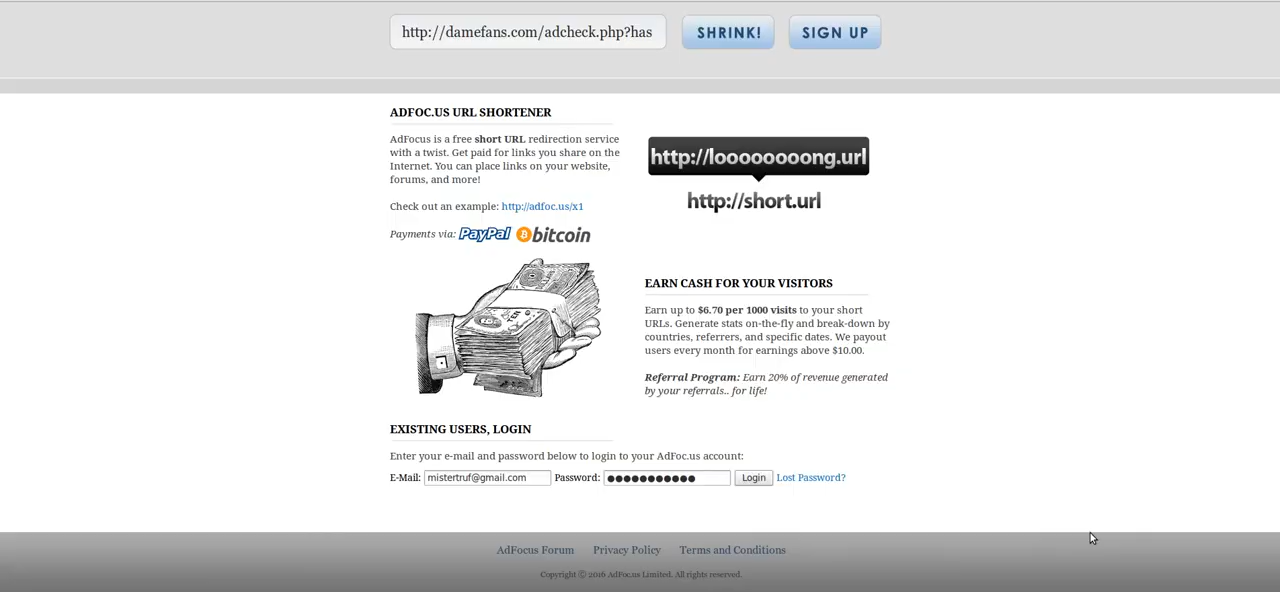 http://damefans.com/adcheck.php?has
SHRINK!
SIGN UP
ADFOC.US URL SHORTENER
AdFocus is a free short URL redirection service
with a twist. Get paid for links you share on the
Internet. You can place links on your website,
forums, and more!
Check out an example: http://adfoc.us/x1
Payments via: PayPal bitcoin
http://looooooooong.url
http://short.url
EARN CASH FOR YOUR VISITORS
Earn up to $6.70 per 1000 visits to your short
URLs. Generate stats on-the-fly and break-down by
countries, referrers, and specific dates. We payout
users every month for earnings above $10.00.
Referral Program: Earn 20% of revenue generated
by your referrals.. for life!
EXISTING USERS, LOGIN
Enter your e-mail and password below to login to your AdFoc.us account:
E-Mail: mistertruf@gmail.com Password: ●●●●●●●●●●● Login Lost Password?
AdFocus Forum Privacy Policy Terms and Conditions
Copyright © 2016 AdFoc.us Limited. All rights reserved.